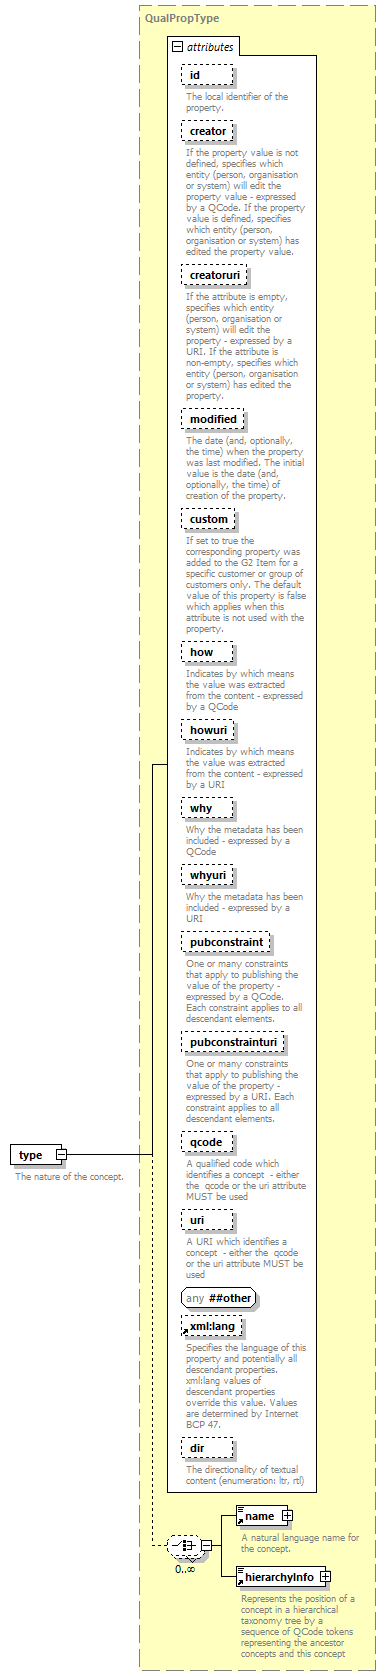 QualPropType
attributes
id
The local identifier of the
property.
creator
If the property value is not
defined, specifies which
entity (person, organisation
or system) will edit the
property value - expressed
by a QCode. If the property
value is defined, specifies
which entity (person,
organisation or system) has
edited the property value.
creatoruri
If the attribute is empty,
specifies which entity
(person, organisation or
system) will edit the
property - expressed by a
URI. If the attribute is
non-empty, specifies which
entity (person, organisation
or system) has edited the
property.
modified
The date (and, optionally,
the time) when the property
was last modified. The initial
value is the date (and,
optionally, the time) of
creation of the property.
custom
If set to true the
corresponding property was
added to the G2 Item for a
specific customer or group of
customers only. The default
value of this property is false
which applies when this
attribute is not used with the
property.
how
Indicates by which means
the value was extracted
from the content - expressed
by a QCode
howuri
Indicates by which means
the value was extracted
from the content - expressed
by a URI
why
Why the metadata has been
included - expressed by a
QCode
whyuri
Why the metadata has been
included - expressed by a
URI
pubconstraint
One or many constraints
that apply to publishing the
value of the property -
expressed by a QCode.
Each constraint applies to all
descendant elements.
pubconstrainturi
One or many constraints
that apply to publishing the
value of the property -
expressed by a URI. Each
constraint applies to all
descendant elements.
qcode
A qualified code which
identifies a concept - either
the qcode or the uri attribute
MUST be used
type
The nature of the concept.
uri
A URI which identifies a
concept - either the qcode
or the uri attribute MUST be
used
any ##other
xml:lang
Specifies the language of this
property and potentially all
descendant properties.
xml:lang values of
descendant properties
override this value. Values
are determined by Internet
BCP 47.
dir
The directionality of textual
content (enumeration: ltr, rtl)
name
A natural language name for
the concept.
0..∞
hierarchyInfo
Represents the position of a
concept in a hierarchical
taxonomy tree by a
sequence of QCode tokens
representing the ancestor
concepts and this concept